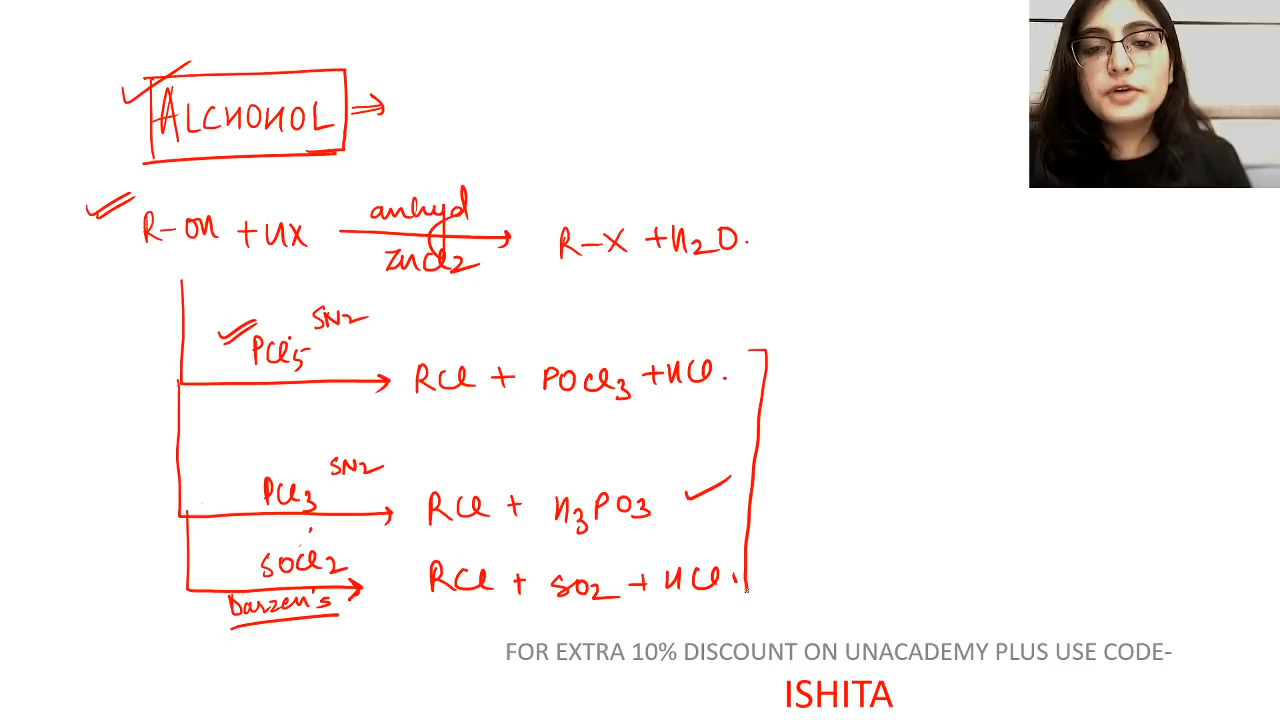 ALCHOHOL ⇒
R-OH + HX anhyd ZnCl2 → R-X + H2O.
PCl5 SN2 → RCl + POCl3 + HCl.
PCl3 SN2 → RCl + H3PO3
SOCl2 Darzen's → RCl + SO2 + HCl.
FOR EXTRA 10% DISCOUNT ON UNACADEMY PLUS USE CODE-
ISHITA